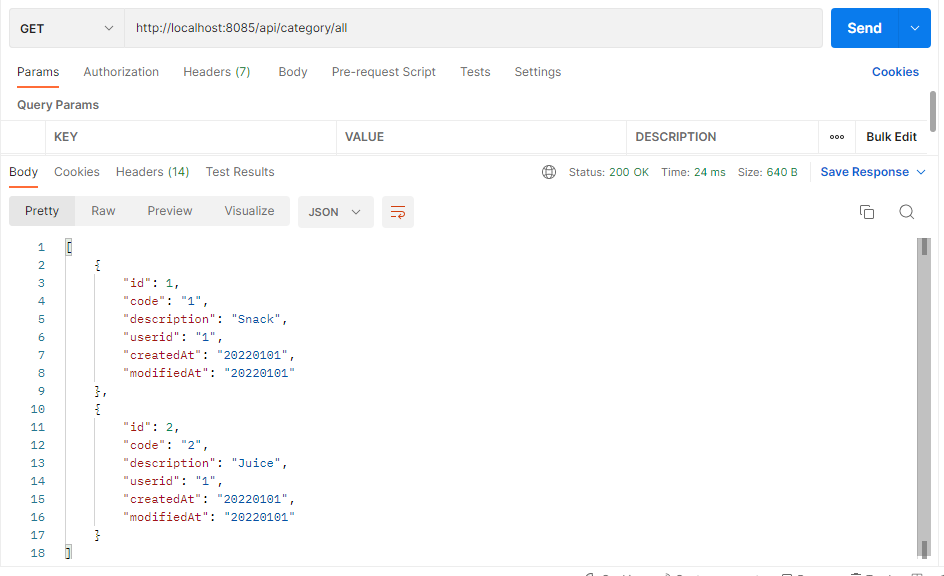 GET http://localhost:8085/api/category/all Send
Params Authorization Headers (7) Body Pre-request Script Tests Settings Cookies
Query Params
KEY VALUE DESCRIPTION ooo Bulk Edit
Body Cookies Headers (14) Test Results Status: 200 OK Time: 24 ms Size: 640 B Save Response
Pretty Raw Preview Visualize JSON
1 [
2 {
3 "id": 1,
4 "code": "1",
5 "description": "Snack",
6 "userid": "1",
7 "createdAt": "20220101",
8 "modifiedAt": "20220101"
9 },
10 {
11 "id": 2,
12 "code": "2",
13 "description": "Juice",
14 "userid": "1",
15 "createdAt": "20220101",
16 "modifiedAt": "20220101"
17 }
18 ]